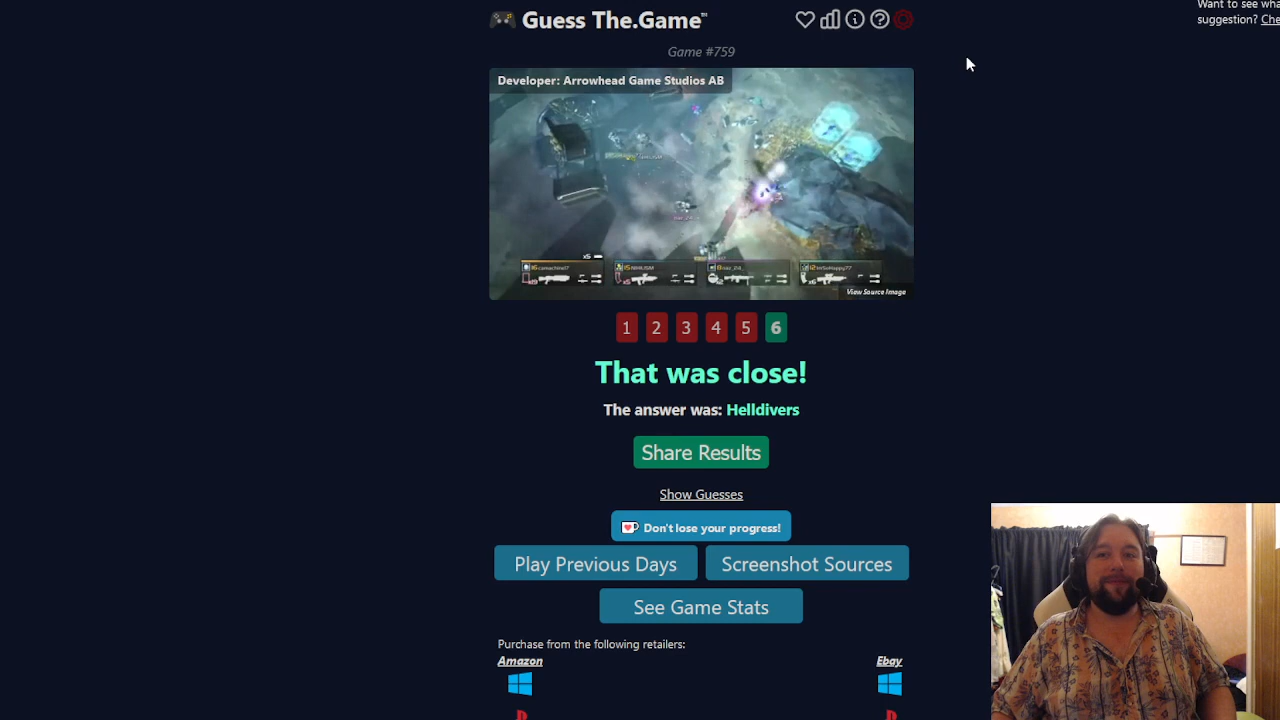 Want to see wha
suggestion? Che
Guess The.Game™
Game #759
Developer: Arrowhead Game Studios AB
x5
View Source Image
1 2 3 4 5 6
That was close!
The answer was: Helldivers
Share Results
Show Guesses
Don't lose your progress!
Play Previous Days
Screenshot Sources
See Game Stats
Purchase from the following retailers:
Amazon
Ebay